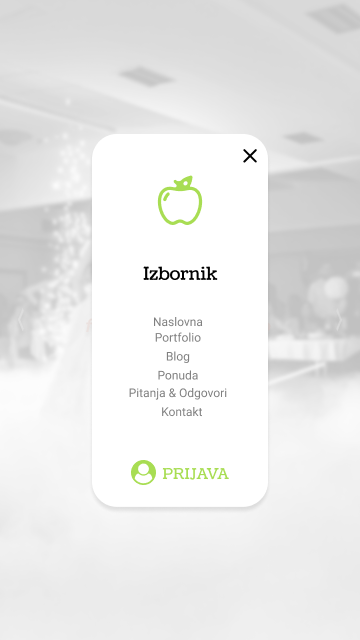 Izbornik
Naslovna
Portfolio
Blog
Ponuda
Pitanja & Odgovori
Kontakt
PRIJAVA